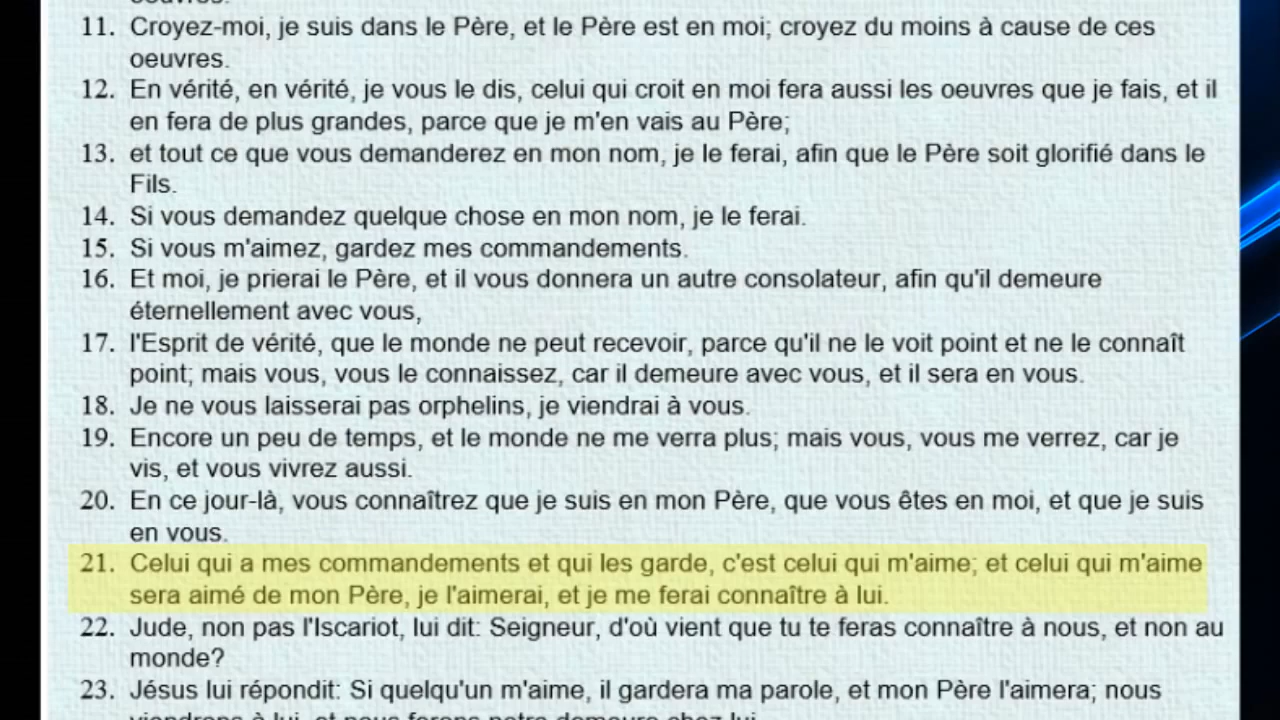 oeuvres.
11. Croyez-moi, je suis dans le Père, et le Père est en moi; croyez du moins à cause de ces
oeuvres.
12. En vérité, en vérité, je vous le dis, celui qui croit en moi fera aussi les oeuvres que je fais, et il
en fera de plus grandes, parce que je m'en vais au Père;
13. et tout ce que vous demanderez en mon nom, je le ferai, afin que le Père soit glorifié dans le
Fils.
14. Si vous demandez quelque chose en mon nom, je le ferai.
15. Si vous m'aimez, gardez mes commandements.
16. Et moi, je prierai le Père, et il vous donnera un autre consolateur, afin qu'il demeure
éternellement avec vous,
17. l'Esprit de vérité, que le monde ne peut recevoir, parce qu'il ne le voit point et ne le connaît
point; mais vous, vous le connaissez, car il demeure avec vous, et il sera en vous.
18. Je ne vous laisserai pas orphelins, je viendrai à vous.
19. Encore un peu de temps, et le monde ne me verra plus; mais vous, vous me verrez, car je
vis, et vous vivrez aussi.
20. En ce jour-là, vous connaîtrez que je suis en mon Père, que vous êtes en moi, et que je suis
en vous.
21. Celui qui a mes commandements et qui les garde, c'est celui qui m'aime; et celui qui m'aime
sera aimé de mon Père, je l'aimerai, et je me ferai connaître à lui.
22. Jude, non pas l'Iscariot, lui dit: Seigneur, d'où vient que tu te feras connaître à nous, et non au
monde?
23. Jésus lui répondit: Si quelqu'un m'aime, il gardera ma parole, et mon Père l'aimera; nous
viendrons à lui, et nous ferons notre demeure chez lui.